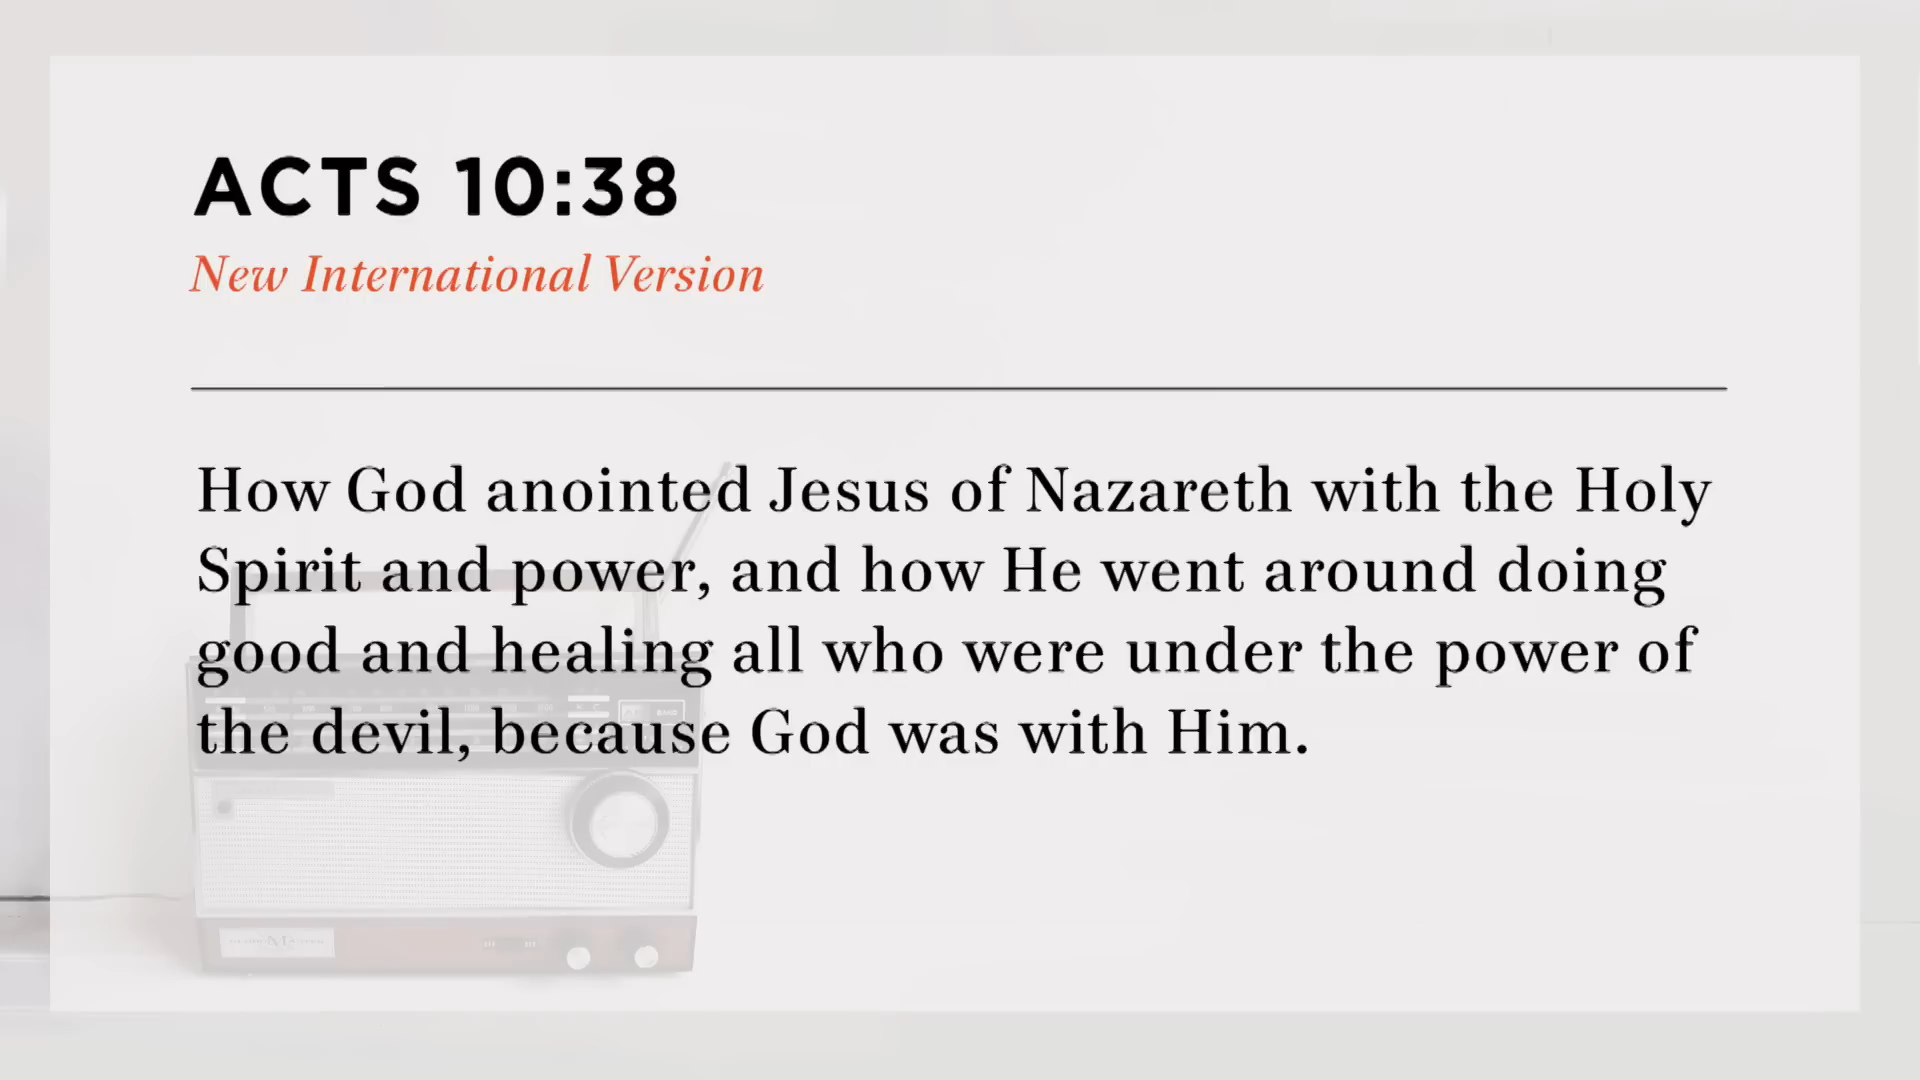 ACTS 10:38
New International Version
How God anointed Jesus of Nazareth with the Holy
Spirit and power, and how He went around doing
good and healing all who were under the power of
the devil, because God was with Him.